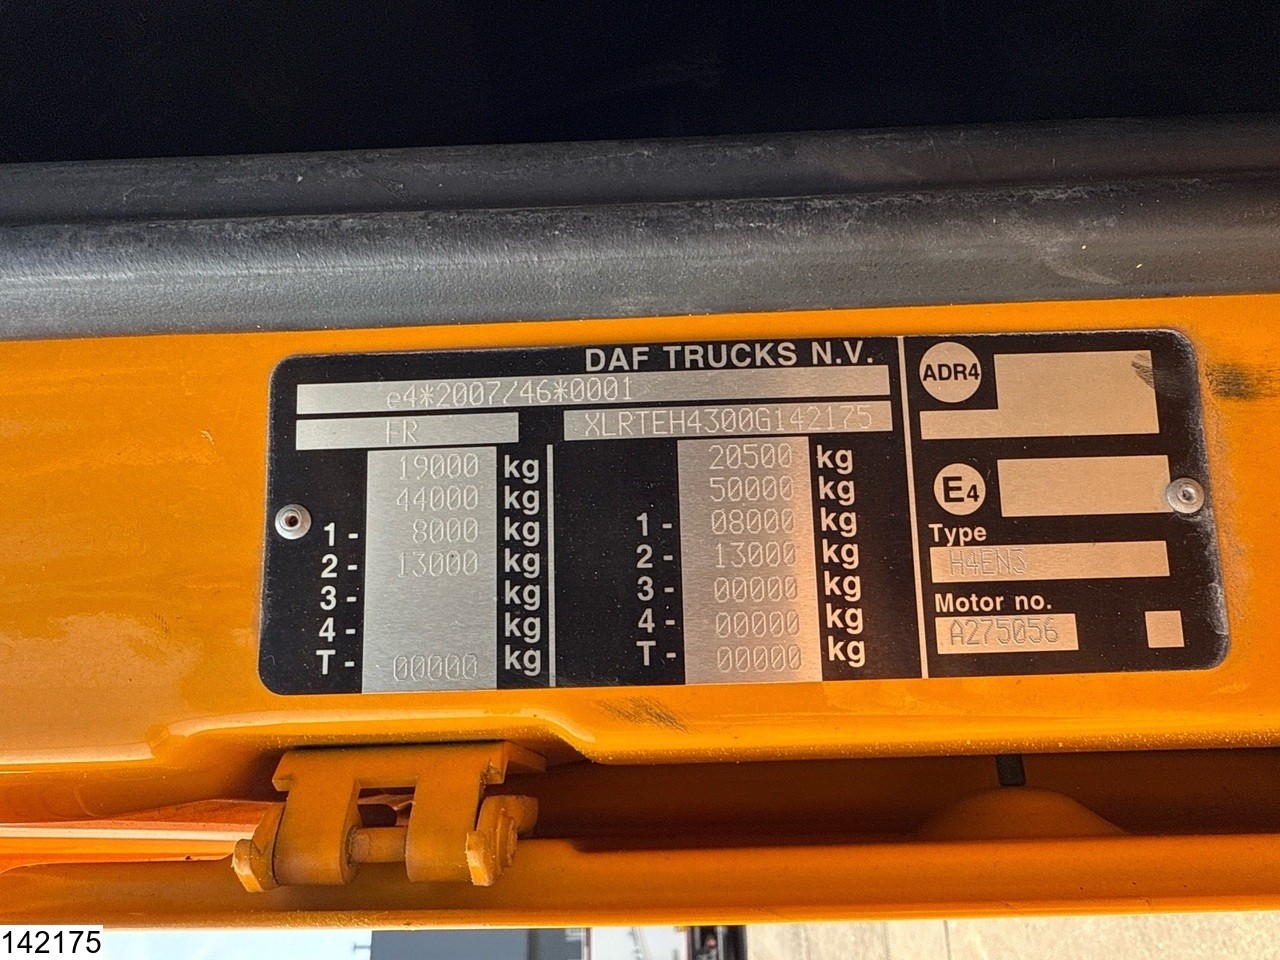 DAF TRUCKS N.V.
e4*2007/46*0001
FR XLRTEH4300G142175
19000 kg 20500 kg
44000 kg 50000 kg
1- 8000 kg 1- 08000 kg
2- 13000 kg 2- 13000 kg
3- kg 3- 00000 kg
4- kg 4- 00000 kg
T- 00000 kg T- 00000 kg
ADR4
E4
Type
H4EN3
Motor no.
A275056
142175